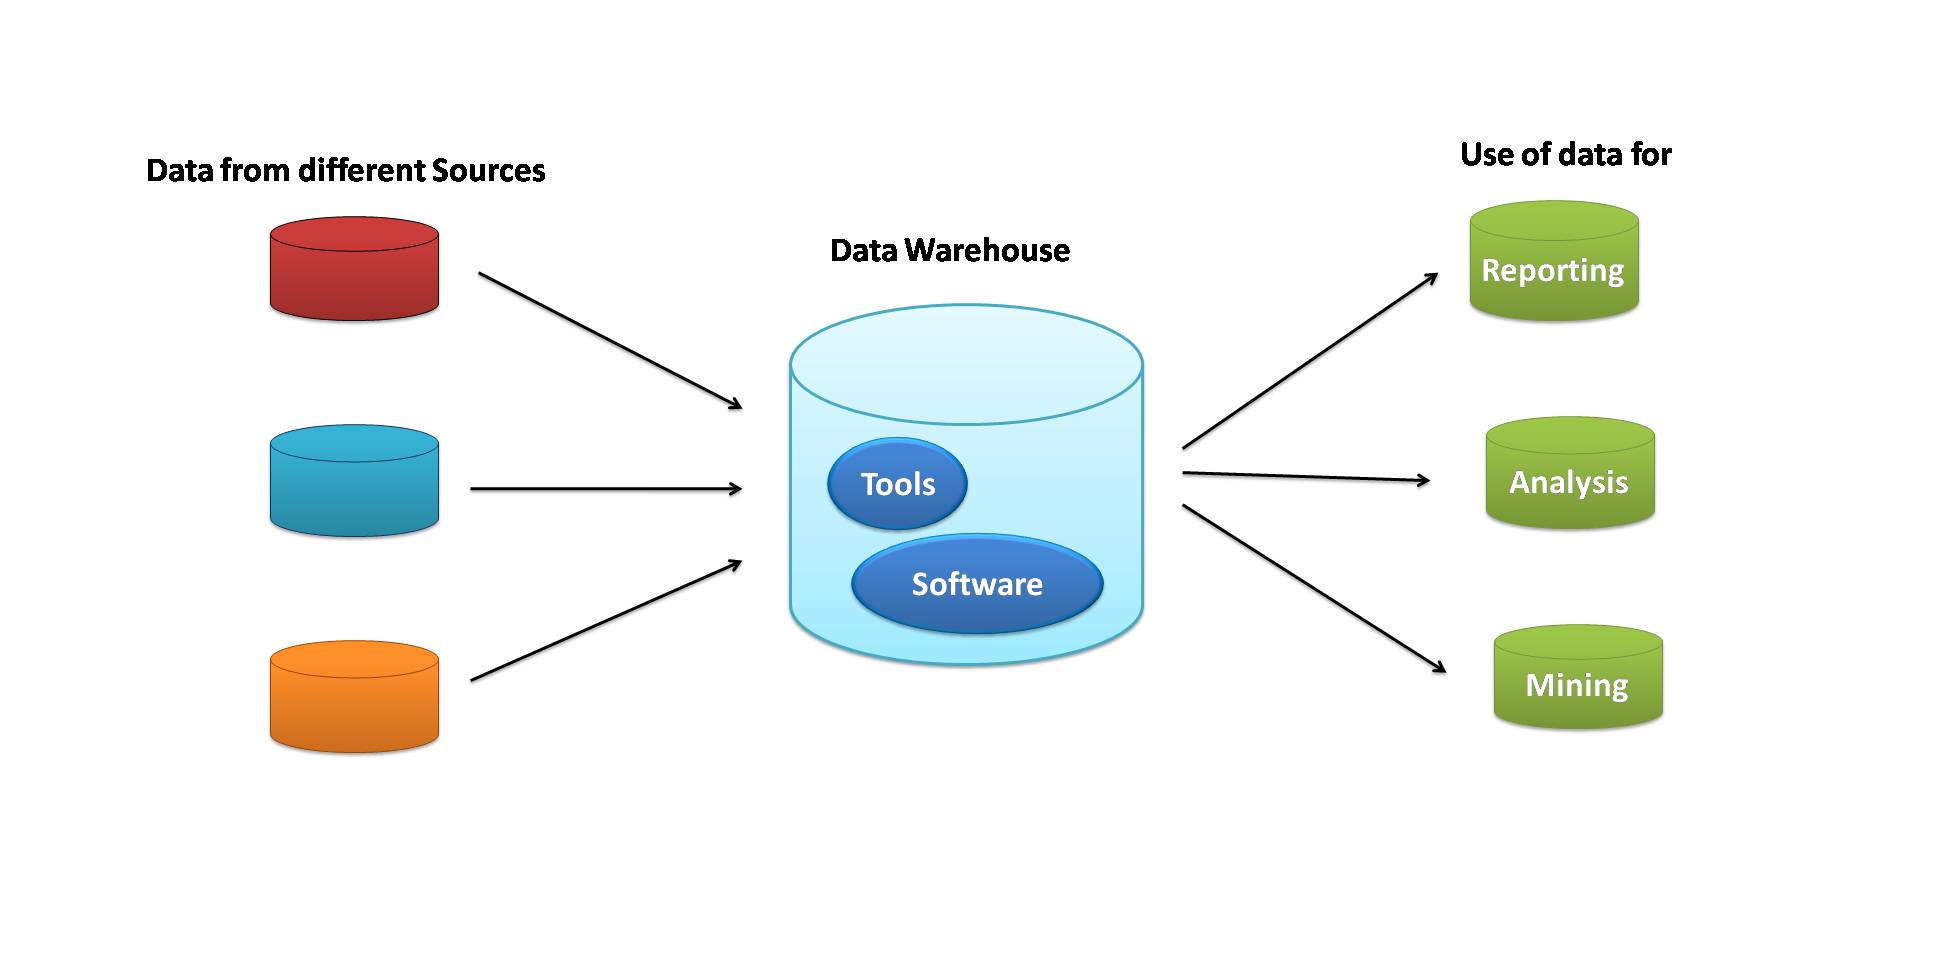 Data from different Sources
Data Warehouse
Tools
Software
Use of data for
Reporting
Analysis
Mining